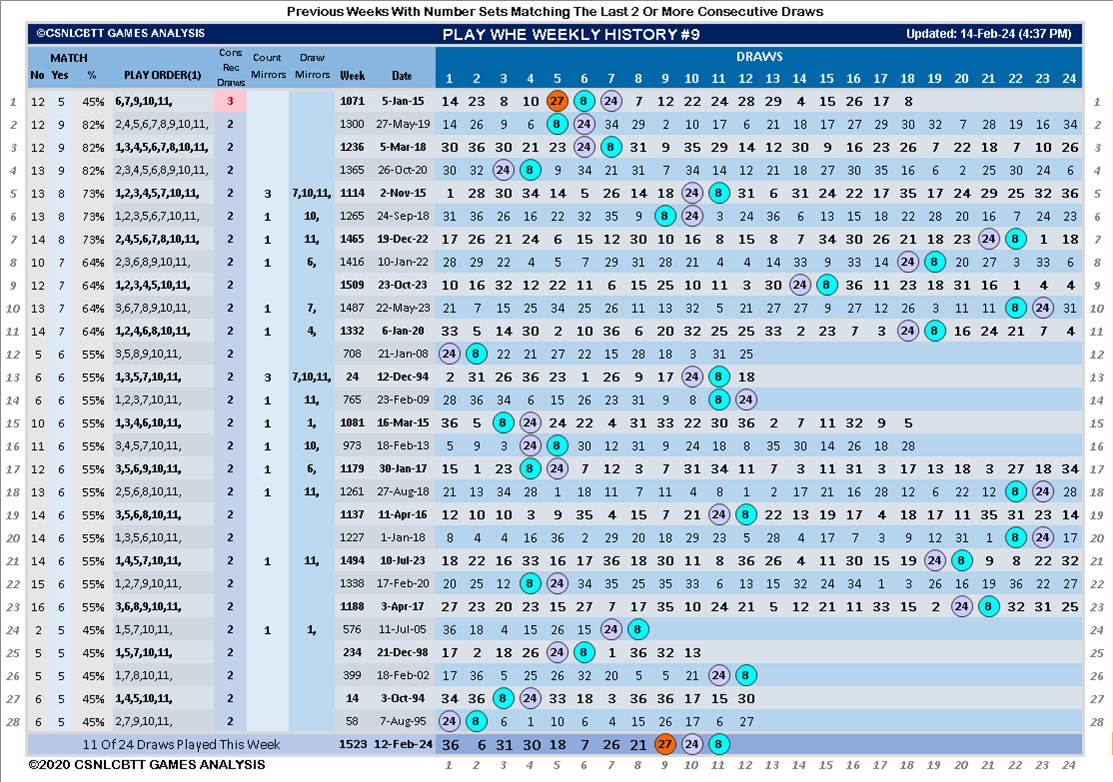 Previous Weeks With Number Sets Matching The Last 2 Or More Consecutive Draws
©CSNLCBTT GAMES ANALYSIS PLAY WHE WEEKLY HISTORY #9 Updated: 14-Feb-24 (4:37 PM)
MATCH Cons Rec Draws Count Mirrors Draw Mirrors DRAWS
No Yes % PLAY ORDER(1) Week Date 1 2 3 4 5 6 7 8 9 10 11 12 13 14 15 16 17 18 19 20 21 22 23 24
1 12 5 45% 6,7,9,10,11, 3 1071 5-Jan-15 14 23 8 10 27 8 24 7 12 22 24 28 29 4 15 26 17 8 1
2 12 9 82% 2,4,5,6,7,8,9,10,11, 2 1300 27-May-19 14 26 9 6 8 24 34 29 2 10 17 6 21 18 17 27 29 30 32 7 28 19 16 34 2
3 12 9 82% 1,3,4,5,6,7,8,10,11, 2 1236 5-Mar-18 30 36 30 21 23 24 8 31 9 35 29 14 12 30 9 16 23 26 7 22 18 7 10 26 3
4 13 9 82% 2,3,4,5,6,8,9,10,11, 2 1365 26-Oct-20 30 32 24 8 9 34 21 31 7 34 14 12 21 4 18 27 30 35 16 6 2 25 30 24 6 4
5 13 8 73% 1,2,3,4,5,7,10,11, 2 3 7,10,11, 1114 2-Nov-15 1 28 30 34 14 5 26 14 18 24 8 31 6 31 24 22 17 35 17 24 29 25 32 36 5
6 13 8 73% 1,2,3,5,6,7,10,11, 2 1 10, 1265 24-Sep-18 31 36 26 16 22 32 35 9 8 24 3 24 36 6 13 15 18 22 28 20 16 7 24 23 6
7 14 8 73% 2,4,5,6,7,8,10,11, 2 1 11, 1465 19-Dec-22 17 26 21 24 6 15 12 30 10 16 8 15 8 7 34 30 26 21 18 23 24 8 1 18 7
8 10 7 64% 2,3,6,8,9,10,11, 2 1 6, 1416 10-Jan-22 28 29 22 4 5 7 29 31 28 21 4 4 14 33 9 33 14 24 8 20 27 3 33 6 8
9 12 7 64% 1,2,3,4,5,10,11, 2 1509 23-Oct-23 10 16 32 12 22 11 6 15 25 10 11 3 30 24 8 36 11 23 18 31 16 1 4 4 9
10 13 7 64% 3,6,7,8,9,10,11, 2 1 7, 1487 22-May-23 21 7 15 25 34 25 26 11 13 32 5 21 27 27 9 27 12 26 3 11 11 8 24 31 10
11 14 7 64% 1,2,4,6,8,10,11, 2 1 4, 1332 6-Jan-20 33 5 14 30 2 10 36 6 20 32 25 25 33 2 23 7 3 24 8 16 24 21 7 4 11
12 5 6 55% 3,5,8,9,10,11, 2 708 21-Jan-08 24 8 22 21 27 22 15 28 18 3 31 25 12
13 6 6 55% 1,3,5,7,10,11, 2 3 7,10,11, 24 12-Dec-94 2 31 26 36 23 1 26 9 17 24 8 18 13
14 6 6 55% 1,2,3,7,10,11, 2 1 11, 765 23-Feb-09 28 36 34 6 15 26 23 31 9 8 8 24 14
15 10 6 55% 1,3,4,6,10,11, 2 1 1, 1081 16-Mar-15 36 5 8 24 24 22 4 31 33 22 30 36 2 7 11 32 9 5 15
16 11 6 55% 3,4,5,7,10,11, 2 1 10, 973 18-Feb-13 5 9 3 24 8 30 12 31 9 24 18 8 35 30 14 26 18 28 16
17 12 6 55% 3,5,6,9,10,11, 2 1 6, 1179 30-Jan-17 15 1 23 8 24 7 12 3 7 31 34 11 7 3 11 31 3 17 13 18 3 27 18 34 17
18 13 6 55% 2,5,6,8,10,11, 2 1 11, 1261 27-Aug-18 21 13 34 28 1 18 11 7 11 4 8 1 2 17 21 16 28 12 6 22 12 8 24 28 18
19 14 6 55% 3,5,6,8,10,11, 2 1137 11-Apr-16 12 10 10 3 9 35 4 15 7 21 24 8 22 13 19 17 4 18 17 11 35 31 23 14 19
20 14 6 55% 1,3,5,6,10,11, 2 1227 1-Jan-18 8 4 4 16 36 2 29 20 18 29 23 5 28 4 17 7 3 9 12 31 1 8 24 17 20
21 14 6 55% 1,4,5,7,10,11, 2 1 11, 1494 10-Jul-23 18 22 16 33 16 17 36 18 30 11 8 36 26 4 11 30 15 19 24 8 9 8 22 32 21
22 15 6 55% 1,2,7,9,10,11, 2 1338 17-Feb-20 20 25 12 8 24 34 35 25 35 33 6 13 15 32 24 34 1 3 26 16 19 36 22 27 22
23 16 6 55% 3,6,8,9,10,11, 2 1188 3-Apr-17 27 23 20 23 15 27 7 17 35 10 24 21 5 12 21 11 33 15 2 24 8 32 31 25 23
24 2 5 45% 1,5,7,10,11, 2 1 1, 576 11-Jul-05 36 18 4 15 26 15 24 8 24
25 5 5 45% 1,5,7,10,11, 2 234 21-Dec-98 17 2 18 26 24 8 1 36 32 13 25
26 6 5 45% 1,7,8,10,11, 2 399 18-Feb-02 17 36 5 25 26 32 20 5 5 21 24 8 26
27 6 5 45% 1,4,5,10,11, 2 14 3-Oct-94 34 36 8 24 33 18 3 36 36 17 15 30 27
28 6 5 45% 2,7,9,10,11, 2 58 7-Aug-95 24 8 6 1 10 6 4 15 26 17 6 27 28
11 Of 24 Draws Played This Week 1523 12-Feb-24 36 6 31 30 18 7 26 21 27 24 8
©2020 CSNLCBTT GAMES ANALYSIS 1 2 3 4 5 6 7 8 9 10 11 12 13 14 15 16 17 18 19 20 21 22 23 24